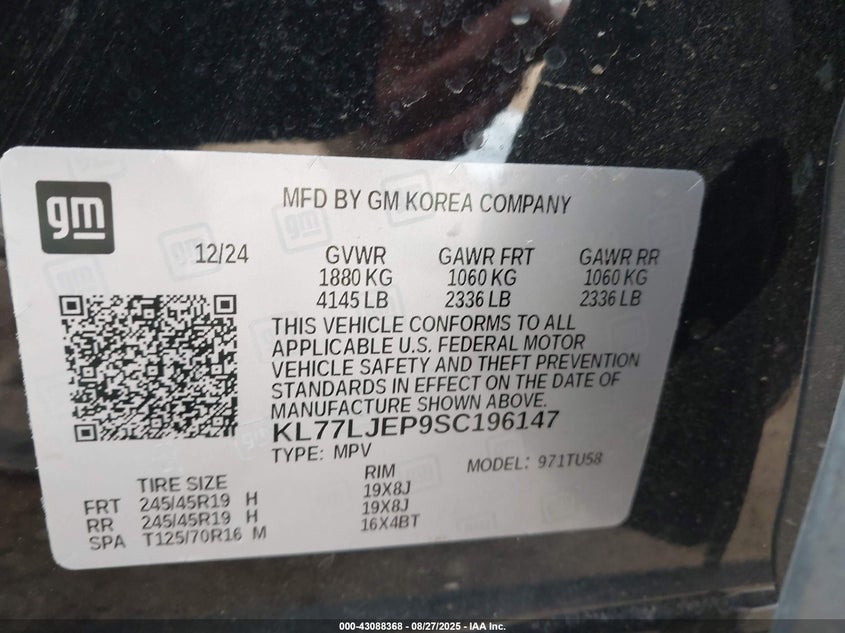 gm
MFD BY GM KOREA COMPANY
12/24 GVWR GAWR FRT GAWR RR
1880 KG 1060 KG 1060 KG
4145 LB 2336 LB 2336 LB
THIS VEHICLE CONFORMS TO ALL
APPLICABLE U.S. FEDERAL MOTOR
VEHICLE SAFETY AND THEFT PREVENTION
STANDARDS IN EFFECT ON THE DATE OF
MANUFACTURE SHOWN ABOVE.
KL77LJEP9SC196147
TYPE: MPV MODEL: 971TU58
TIRE SIZE RIM
FRT 245/45R19 H 19X8J
RR 245/45R19 H 19X8J
SPA T125/70R16 M 16X4BT
000-43088368 - 08/27/2025 - IAA Inc.